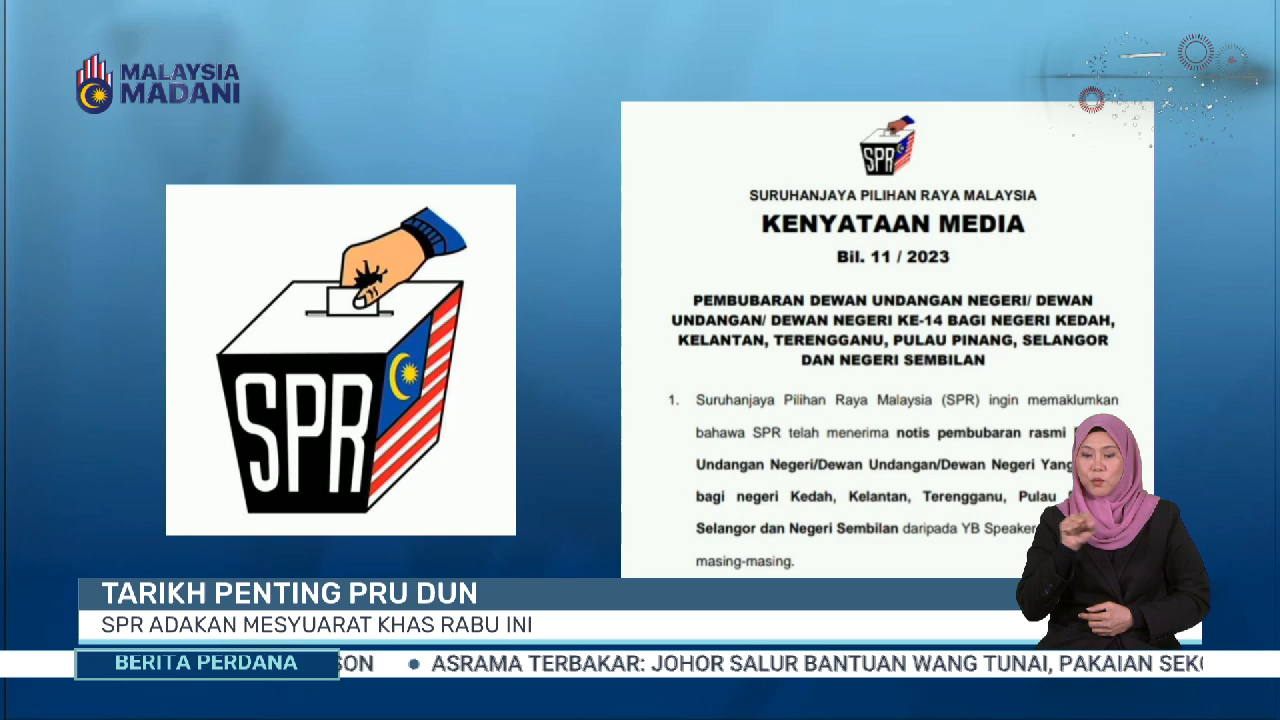 MALAYSIA
MADANI
SPR
SPR
SURUHANJAYA PILIHAN RAYA MALAYSIA
KENYATAAN MEDIA
Bil. 11 / 2023
PEMBUBARAN DEWAN UNDANGAN NEGERI/ DEWAN
UNDANGAN/ DEWAN NEGERI KE-14 BAGI NEGERI KEDAH,
KELANTAN, TERENGGANU, PULAU PINANG, SELANGOR
DAN NEGERI SEMBILAN
1. Suruhanjaya Pilihan Raya Malaysia (SPR) ingin memaklumkan
bahawa SPR telah menerima notis pembubaran rasmi
Undangan Negeri/Dewan Undangan/Dewan Negeri Yang
bagi negeri Kedah, Kelantan, Terengganu, Pulau
Selangor dan Negeri Sembilan daripada YB Speaker
masing-masing.
TARIKH PENTING PRU DUN
SPR ADAKAN MESYUARAT KHAS RABU INI
BERITA PERDANA SON • ASRAMA TERBAKAR: JOHOR SALUR BANTUAN WANG TUNAI, PAKAIAN SEK